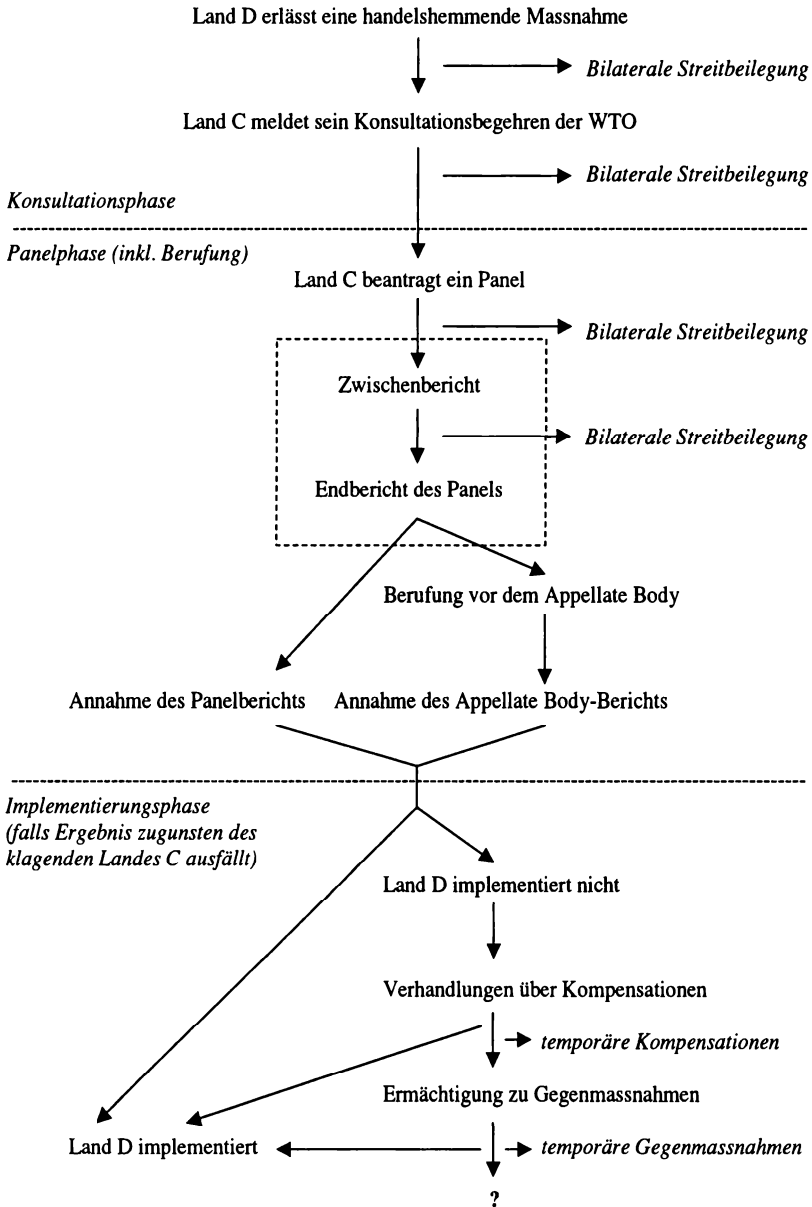 Land D erlässt eine handelshemmende Massnahme
Bilaterale Streitbeilegung
Land C meldet sein Konsultationsbegehren der WTO
Bilaterale Streitbeilegung
Konsultationsphase
Panelphase (inkl. Berufung)
Land C beantragt ein Panel
Bilaterale Streitbeilegung
Zwischenbericht
Bilaterale Streitbeilegung
Endbericht des Panels
Berufung vor dem Appellate Body
Annahme des Panelberichts
Annahme des Appellate Body-Berichts
Implementierungsphase
(falls Ergebnis zugunsten des
klagenden Landes C ausfällt)
Land D implementiert nicht
Verhandlungen über Kompensationen
temporäre Kompensationen
Ermächtigung zu Gegenmassnahmen
Land D implementiert
temporäre Gegenmassnahmen
?